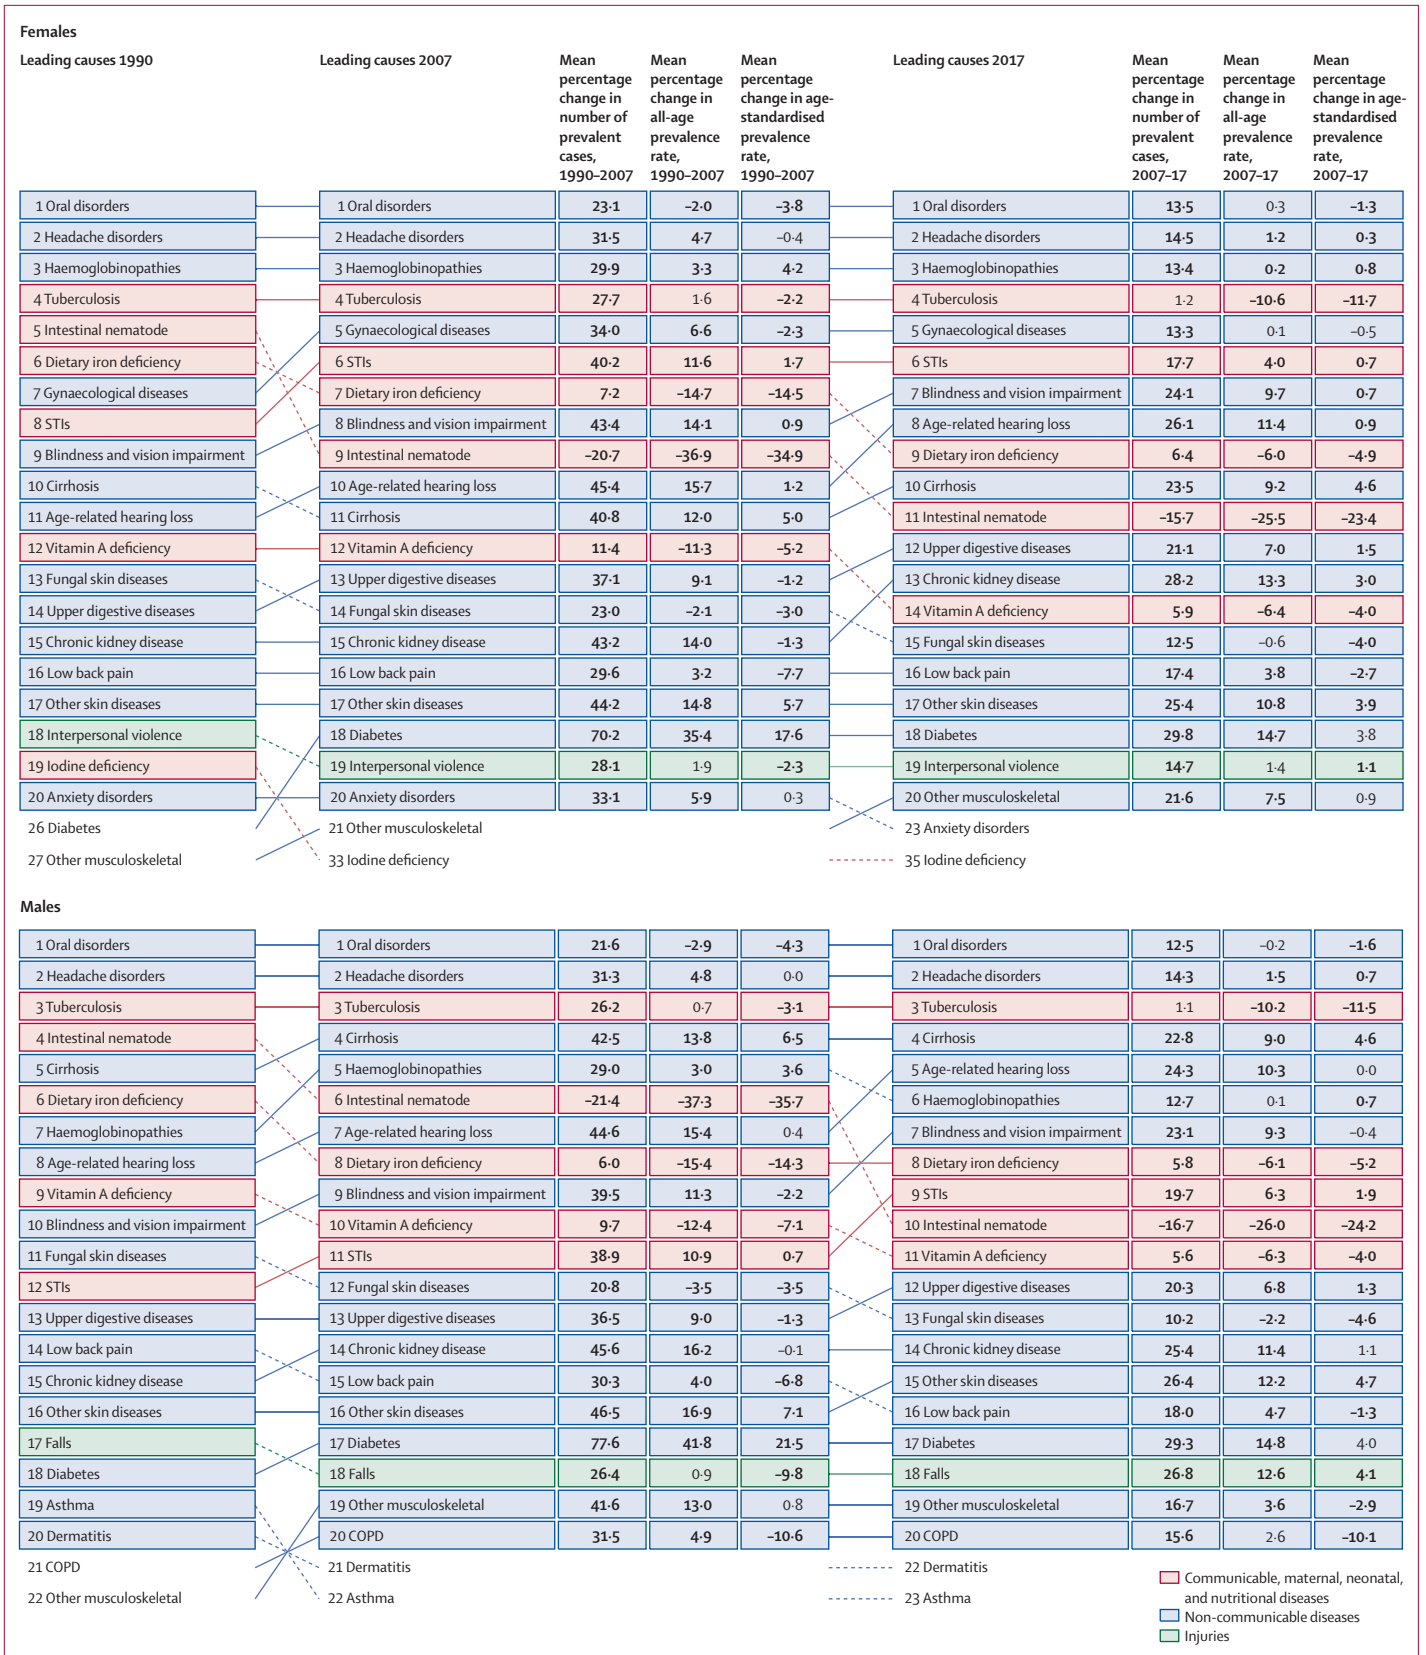 Females
Leading causes 1990 Leading causes 2007 Mean percentage change in number of prevalent cases, 1990–2007 Mean percentage change in all-age prevalence rate, 1990–2007 Mean percentage change in age-standardised prevalence rate, 1990–2007 Leading causes 2017 Mean percentage change in number of prevalent cases, 2007–17 Mean percentage change in all-age prevalence rate, 2007–17 Mean percentage change in age-standardised prevalence rate, 2007–17
1 Oral disorders 1 Oral disorders 23·1 –2·0 –3·8 1 Oral disorders 13·5 0·3 –1·3
2 Headache disorders 2 Headache disorders 31·5 4·7 –0·4 2 Headache disorders 14·5 1·2 0·3
3 Haemoglobinopathies 3 Haemoglobinopathies 29·9 3·3 4·2 3 Haemoglobinopathies 13·4 0·2 0·8
4 Tuberculosis 4 Tuberculosis 27·7 1·6 –2·2 4 Tuberculosis 1·2 –10·6 –11·7
5 Intestinal nematode 5 Gynaecological diseases 34·0 6·6 –2·3 5 Gynaecological diseases 13·3 0·1 –0·5
6 Dietary iron deficiency 6 STIs 40·2 11·6 1·7 6 STIs 17·7 4·0 0·7
7 Gynaecological diseases 7 Dietary iron deficiency 7·2 –14·7 –14·5 7 Blindness and vision impairment 24·1 9·7 0·7
8 STIs 8 Blindness and vision impairment 43·4 14·1 0·9 8 Age-related hearing loss 26·1 11·4 0·9
9 Blindness and vision impairment 9 Intestinal nematode –20·7 –36·9 –34·9 9 Dietary iron deficiency 6·4 –6·0 –4·9
10 Cirrhosis 10 Age-related hearing loss 45·4 15·7 1·2 10 Cirrhosis 23·5 9·2 4·6
11 Age-related hearing loss 11 Cirrhosis 40·8 12·0 5·0 11 Intestinal nematode –15·7 –25·5 –23·4
12 Vitamin A deficiency 12 Vitamin A deficiency 11·4 –11·3 –5·2 12 Upper digestive diseases 21·1 7·0 1·5
13 Fungal skin diseases 13 Upper digestive diseases 37·1 9·1 –1·2 13 Chronic kidney disease 28·2 13·3 3·0
14 Upper digestive diseases 14 Fungal skin diseases 23·0 –2·1 –3·0 14 Vitamin A deficiency 5·9 –6·4 –4·0
15 Chronic kidney disease 15 Chronic kidney disease 43·2 14·0 –1·3 15 Fungal skin diseases 12·5 –0·6 –4·0
16 Low back pain 16 Low back pain 29·6 3·2 –7·7 16 Low back pain 17·4 3·8 –2·7
17 Other skin diseases 17 Other skin diseases 44·2 14·8 5·7 17 Other skin diseases 25·4 10·8 3·9
18 Interpersonal violence 18 Diabetes 70·2 35·4 17·6 18 Diabetes 29·8 14·7 3·8
19 Iodine deficiency 19 Interpersonal violence 28·1 1·9 –2·3 19 Interpersonal violence 14·7 1·4 1·1
20 Anxiety disorders 20 Anxiety disorders 33·1 5·9 0·3 20 Other musculoskeletal 21·6 7·5 0·9
26 Diabetes 21 Other musculoskeletal 23 Anxiety disorders
27 Other musculoskeletal 33 Iodine deficiency 35 Iodine deficiency
Males
1 Oral disorders 1 Oral disorders 21·6 –2·9 –4·3 1 Oral disorders 12·5 –0·2 –1·6
2 Headache disorders 2 Headache disorders 31·3 4·8 0·0 2 Headache disorders 14·3 1·5 0·7
3 Tuberculosis 3 Tuberculosis 26·2 0·7 –3·1 3 Tuberculosis 1·1 –10·2 –11·5
4 Intestinal nematode 4 Cirrhosis 42·5 13·8 6·5 4 Cirrhosis 22·8 9·0 4·6
5 Cirrhosis 5 Haemoglobinopathies 29·0 3·0 3·6 5 Age-related hearing loss 24·3 10·3 0·0
6 Dietary iron deficiency 6 Intestinal nematode –21·4 –37·3 –35·7 6 Haemoglobinopathies 12·7 0·1 0·7
7 Haemoglobinopathies 7 Age-related hearing loss 44·6 15·4 0·4 7 Blindness and vision impairment 23·1 9·3 –0·4
8 Age-related hearing loss 8 Dietary iron deficiency 6·0 –15·4 –14·3 8 Dietary iron deficiency 5·8 –6·1 –5·2
9 Vitamin A deficiency 9 Blindness and vision impairment 39·5 11·3 –2·2 9 STIs 19·7 6·3 1·9
10 Blindness and vision impairment 10 Vitamin A deficiency 9·7 –12·4 –7·1 10 Intestinal nematode –16·7 –26·0 –24·2
11 Fungal skin diseases 11 STIs 38·9 10·9 0·7 11 Vitamin A deficiency 5·6 –6·3 –4·0
12 STIs 12 Fungal skin diseases 20·8 –3·5 –3·5 12 Upper digestive diseases 20·3 6·8 1·3
13 Upper digestive diseases 13 Upper digestive diseases 36·5 9·0 –1·3 13 Fungal skin diseases 10·2 –2·2 –4·6
14 Low back pain 14 Chronic kidney disease 45·6 16·2 –0·1 14 Chronic kidney disease 25·4 11·4 1·1
15 Chronic kidney disease 15 Low back pain 30·3 4·0 –6·8 15 Other skin diseases 26·4 12·2 4·7
16 Other skin diseases 16 Other skin diseases 46·5 16·9 7·1 16 Low back pain 18·0 4·7 –1·3
17 Falls 17 Diabetes 77·6 41·8 21·5 17 Diabetes 29·3 14·8 4·0
18 Diabetes 18 Falls 26·4 0·9 –9·8 18 Falls 26·8 12·6 4·1
19 Asthma 19 Other musculoskeletal 41·6 13·0 0·8 19 Other musculoskeletal 16·7 3·6 –2·9
20 Dermatitis 20 COPD 31·5 4·9 –10·6 20 COPD 15·6 2·6 –10·1
21 COPD 21 Dermatitis 22 Dermatitis
22 Other musculoskeletal 22 Asthma 23 Asthma
Communicable, maternal, neonatal,
and nutritional diseases
Non-communicable diseases
Injuries